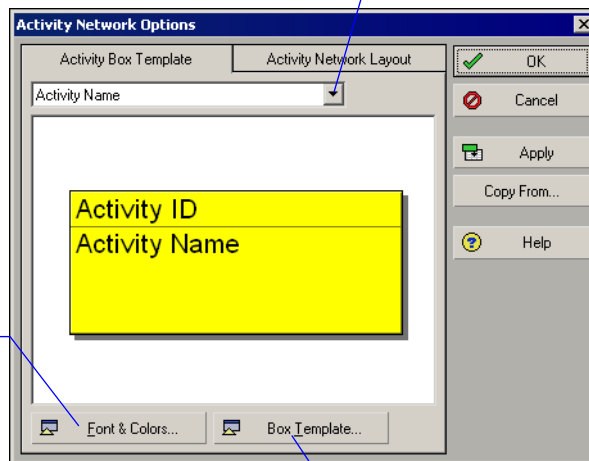 Activity Network Options
Activity Box Template
Activity Network Layout
OK
Activity Name
Cancel
Apply
Copy From...
Activity ID
Activity Name
Help
Font & Colors...
Box Template...